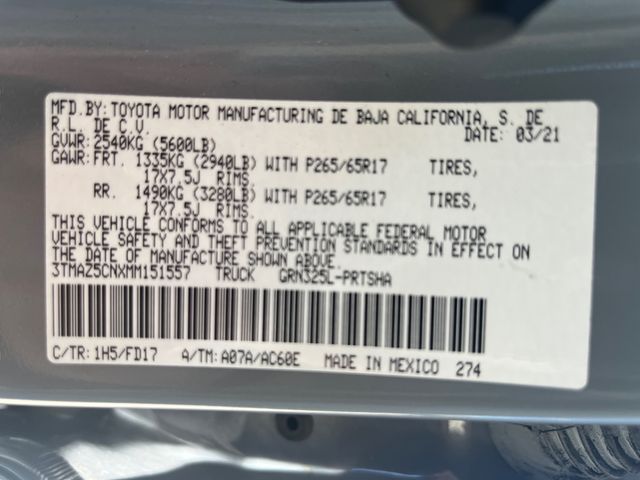 MFD.BY:TOYOTA MOTOR MANUFACTURING DE BAJA CALIFORNIA, S. DE
R.L. DE C.V. DATE: 03/21
GVWR: 2540KG (5600LB)
GAWR:FRT. 1335KG (2940LB) WITH P265/65R17 TIRES,
17X7.5J RIMS.
RR. 1490KG (3280LB) WITH P265/65R17 TIRES,
17X7.5J RIMS.
THIS VEHICLE CONFORMS TO ALL APPLICABLE FEDERAL MOTOR
VEHICLE SAFETY AND THEFT PREVENTION STANDARDS IN EFFECT ON
THE DATE OF MANUFACTURE SHOWN ABOVE.
3TMAZ5CNXMM151557 TRUCK GRN325L-PRTSHA
C/TR: 1H5/FD17 A/TM: A07A/AC60E MADE IN MEXICO 274